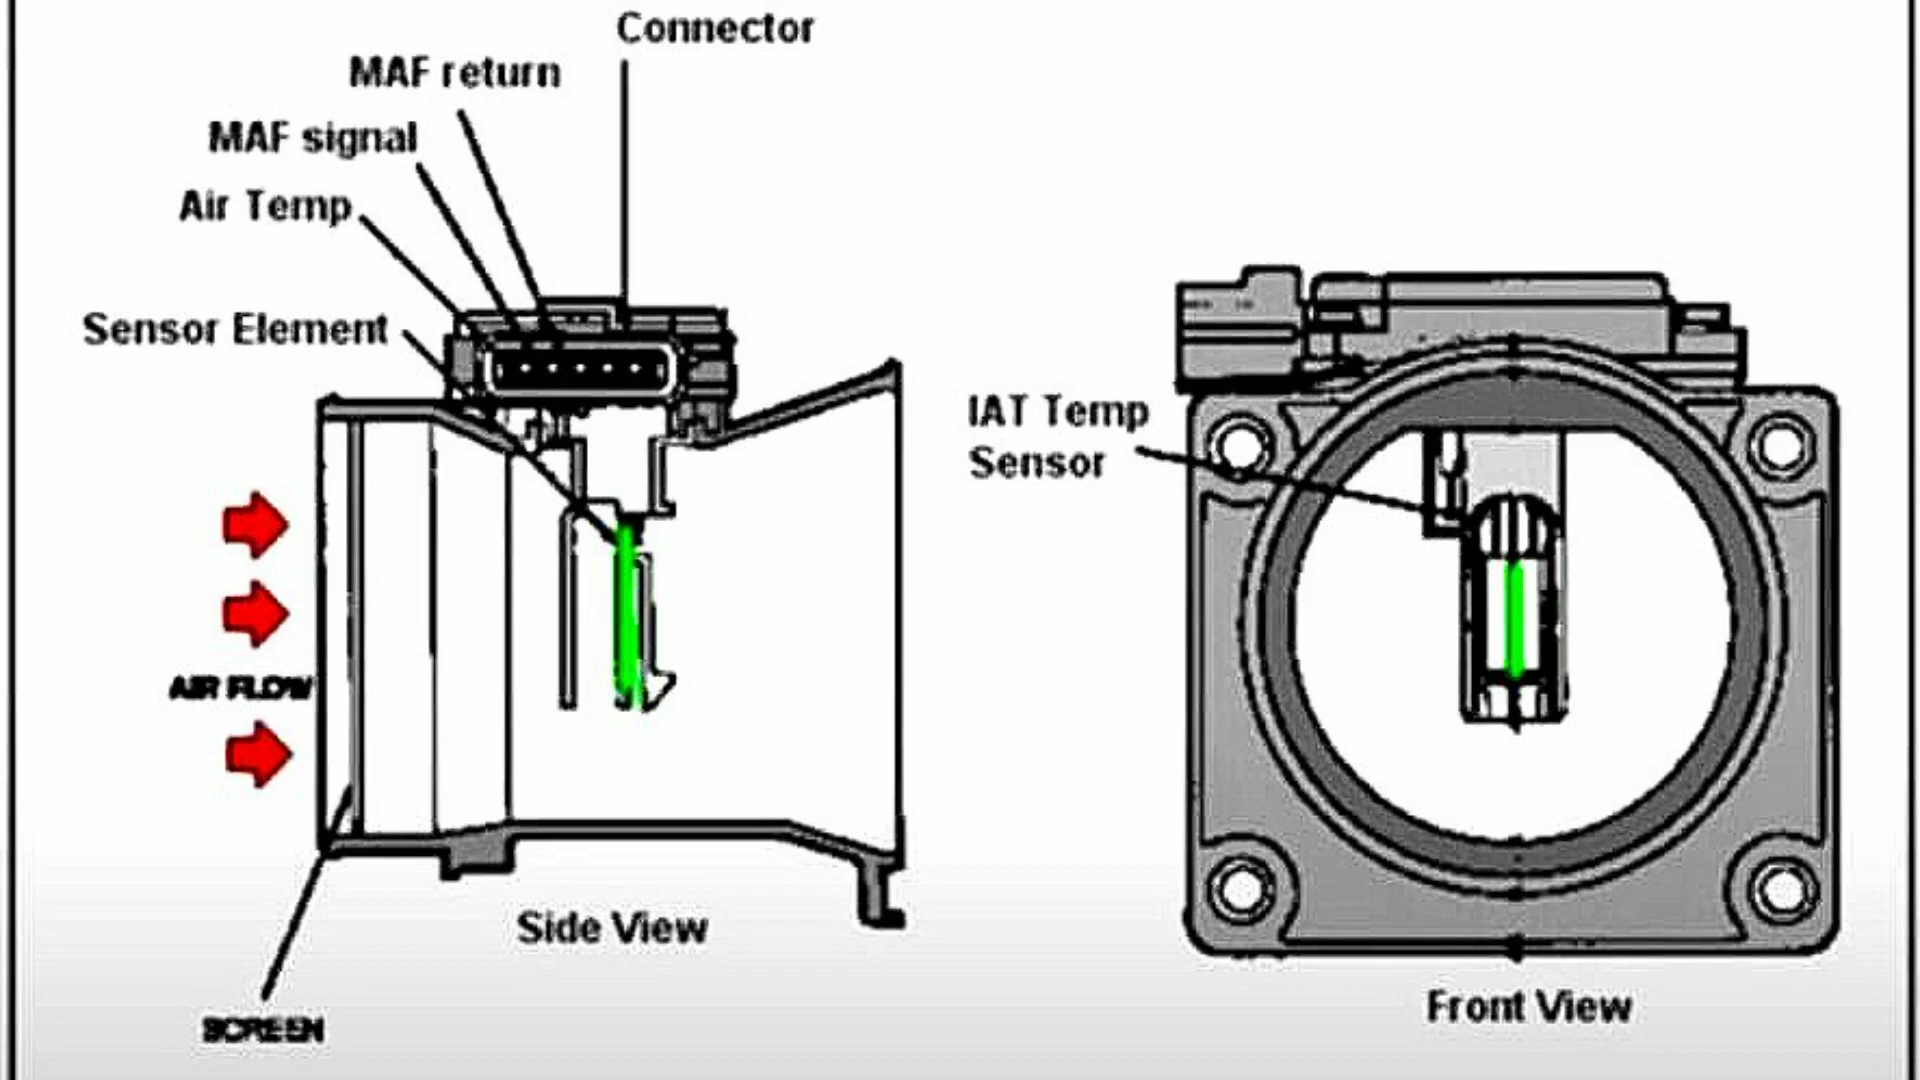 Connector
MAF return
MAF signal
Air Temp
Sensor Element
IAT Temp
Sensor
AIR FLOW
Side View
Front View
SCREEN